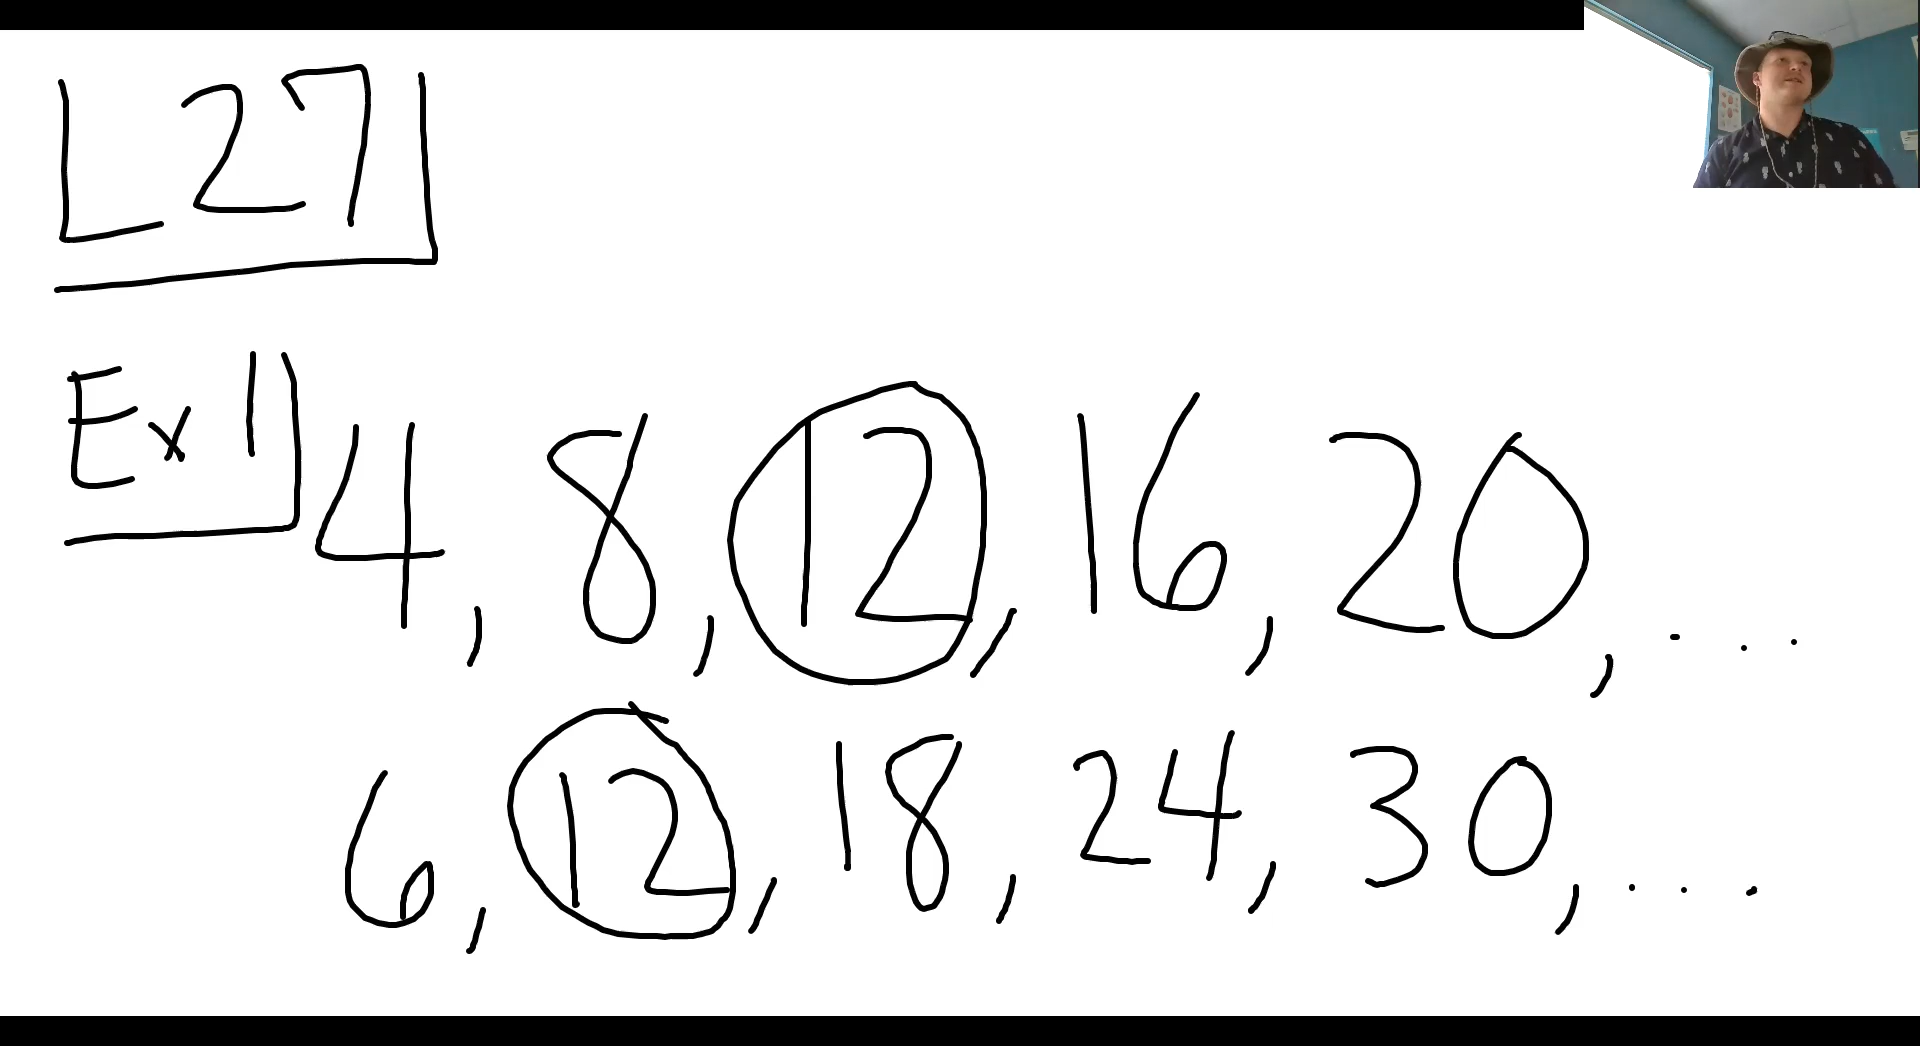 L27
Ex 1
4, 8, 12, 16, 20, ...
6, 12, 18, 24, 30, ...